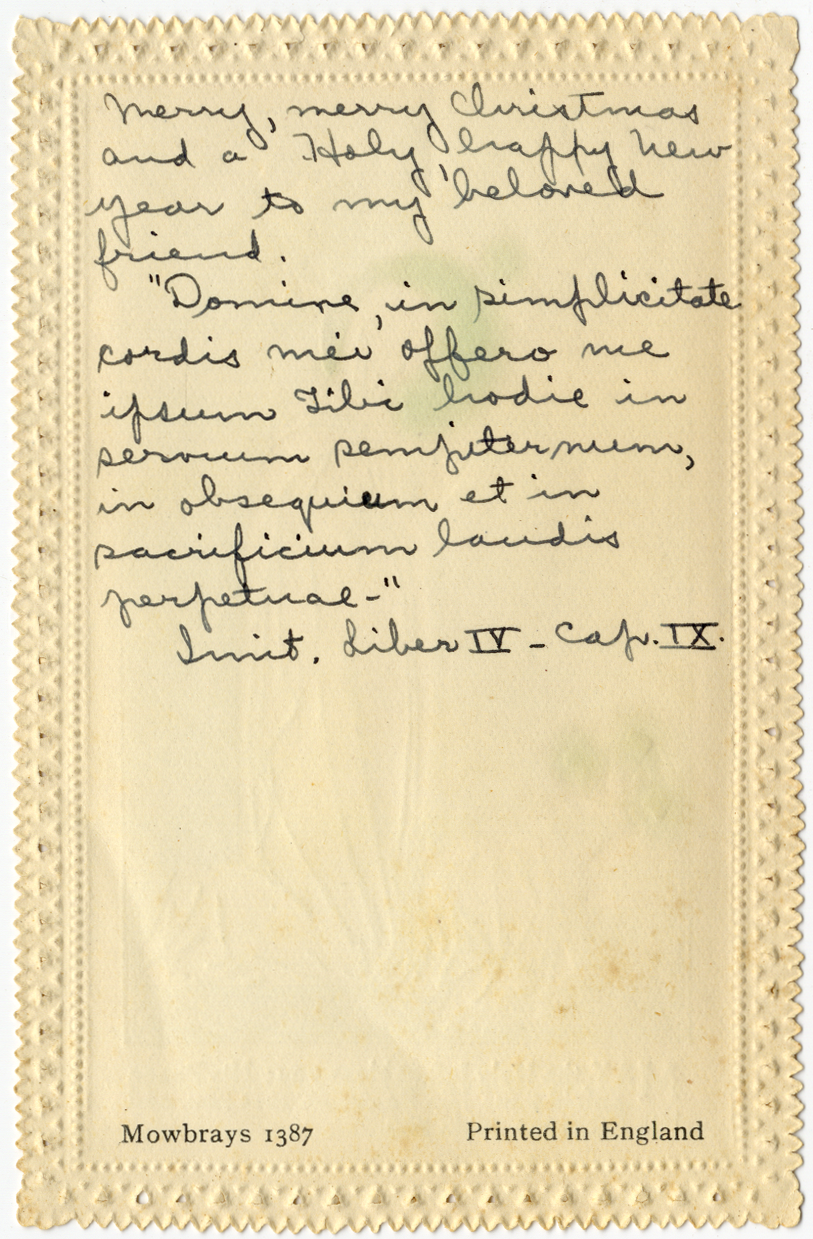 Merry, merry Christmas
and a Holy, happy New
year to my beloved
friend.
"Domine, in simplicitate
cordis mei offero me
ipsum Tibi hodie in
servum sempiternum,
in obsequium et in
sacrificium laudis
perpetuae-"
Imit. Liber IV - Cap. IX.
Mowbrays 1387 Printed in England